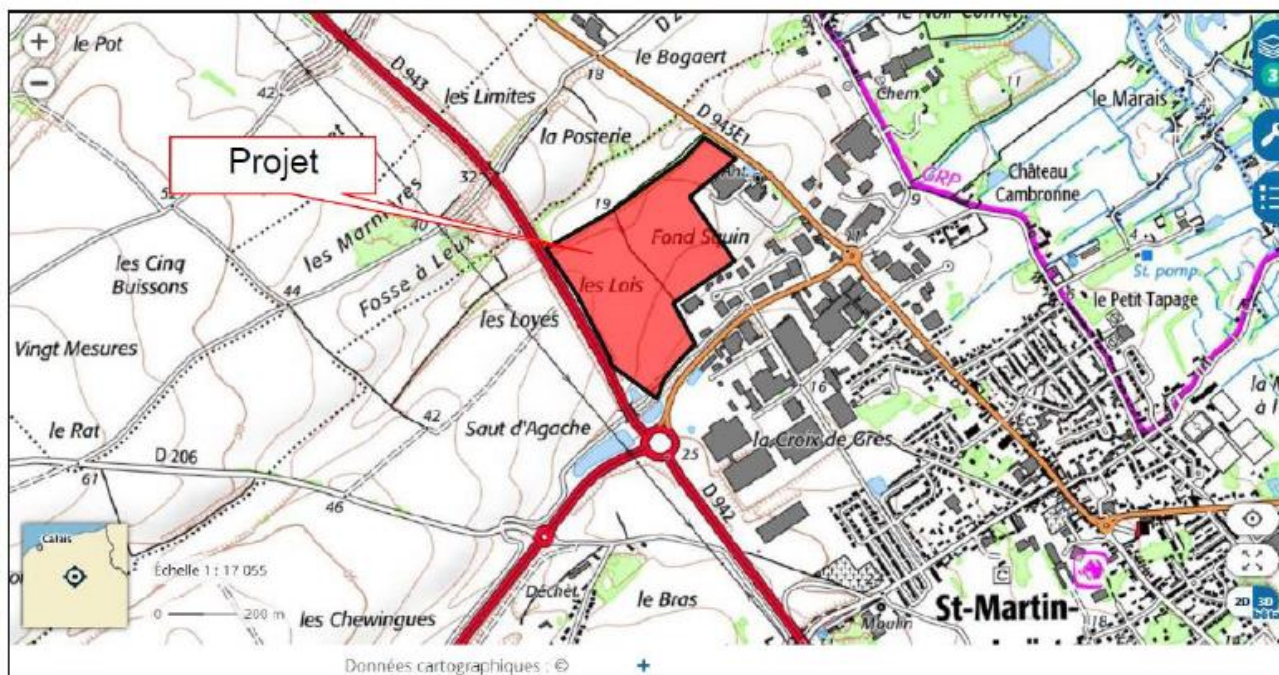 le Pot
D 943
42
les Limites
le Bogaert
18
D 943E1
Chem.
11
le Marais
3
Projet
la Posterie
32
les Marnières
40
Fosse à Leux
19
Ant.
Fond Squin
GRP
Château
Cambronne
9
4
St. pomp.
le Petit Tapage
les Cinq
Buissons
44
les Loyes
les Lois
Vingt Mesures
16
42
Saut d'Agache
la Croix de Grès
le Rat
D 206
61
46
25
D 942
Calais
Échelle 1 : 17 055
0 200 m
Déchet.
les Chewingues
le Bras
Moulin
St-Martin-
18
2D
3D
Données cartographiques : ©